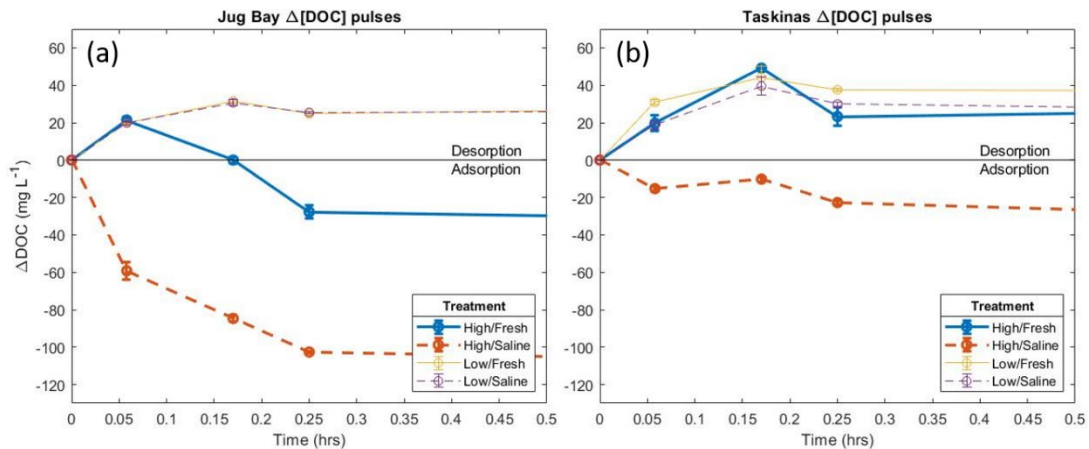 Jug Bay Δ[DOC] pulses
(a)
60
40
20
0
-20
-40
-60
-80
-100
-120
ΔDOC (mg L⁻¹)
Desorption
Adsorption
Treatment
High/Fresh
High/Saline
Low/Fresh
Low/Saline
0 0.05 0.1 0.15 0.2 0.25 0.3 0.35 0.4 0.45 0.5
Time (hrs)
Taskinas Δ[DOC] pulses
(b)
60
40
20
0
-20
-40
-60
-80
-100
-120
Desorption
Adsorption
Treatment
High/Fresh
High/Saline
Low/Fresh
Low/Saline
0 0.05 0.1 0.15 0.2 0.25 0.3 0.35 0.4 0.45 0.5
Time (hrs)